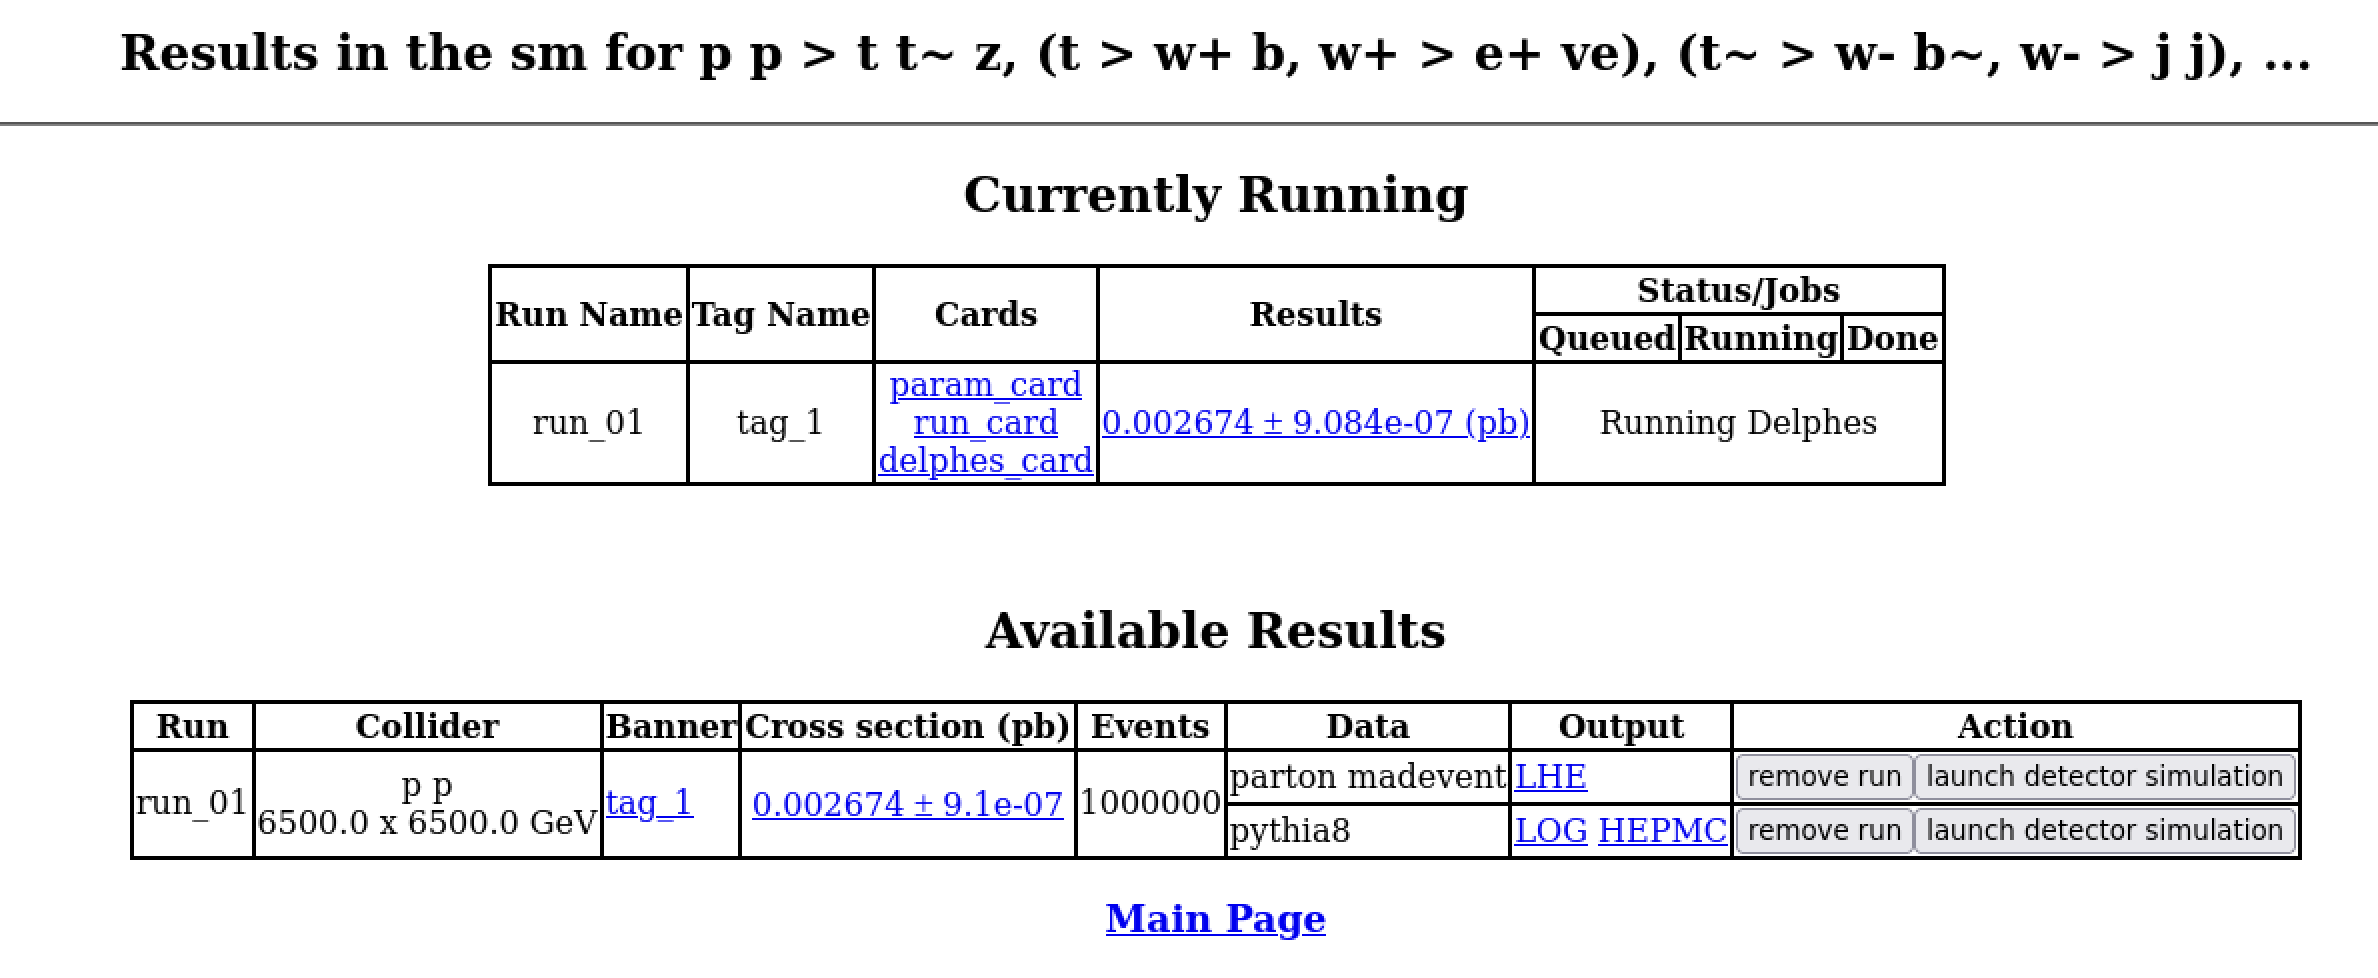 Results in the sm for p p > t t~ z, (t > w+ b, w+ > e+ ve), (t~ > w- b~, w- > j j), ...
Currently Running
Run Name Tag Name Cards Results Status/Jobs
Queued Running Done
run_01 tag_1 param_card run_card delphes_card 0.002674 ± 9.084e-07 (pb) Running Delphes
Available Results
Run Collider Banner Cross section (pb) Events Data Output Action
run_01 p p 6500.0 x 6500.0 GeV tag_1 0.002674 ± 9.1e-07 1000000 parton madevent LHE remove run launch detector simulation
pythia8 LOG HEPMC remove run launch detector simulation
Main Page